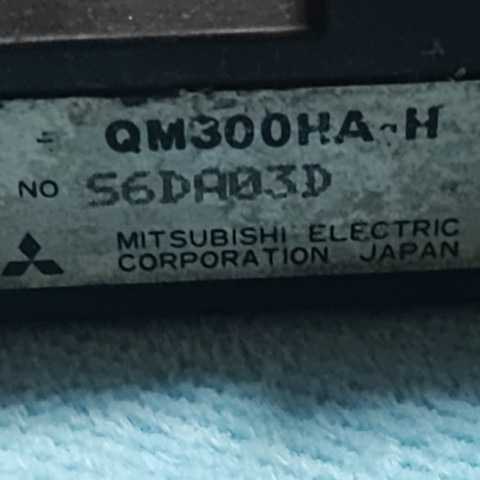 QM300HA-H
NO S6DA03D
MITSUBISHI ELECTRIC
CORPORATION JAPAN